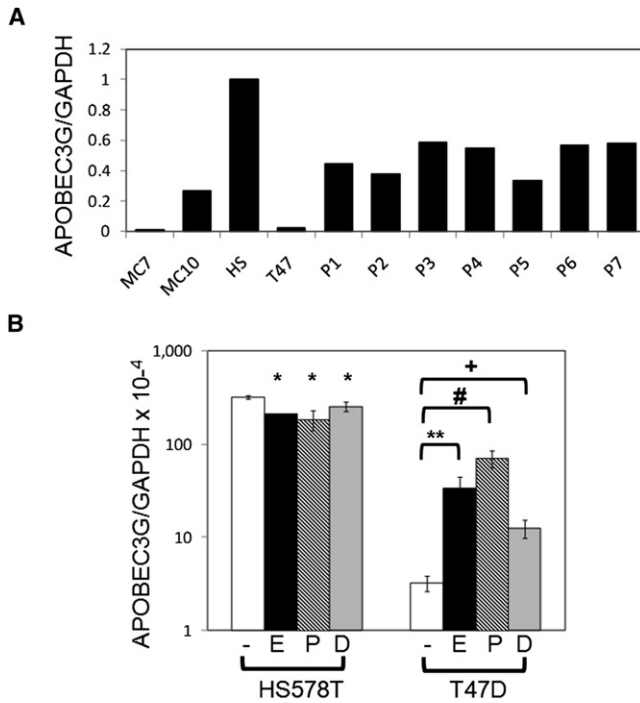 A
APOBEC3G/GAPDH
1.2
1
0.8
0.6
0.4
0.2
0
MC7 MC10 HS T47 P1 P2 P3 P4 P5 P6 P7
B
APOBEC3G/GAPDH x 10-4
1,000
100
10
1
* * *
+
#
**
- E P D - E P D
HS578T T47D